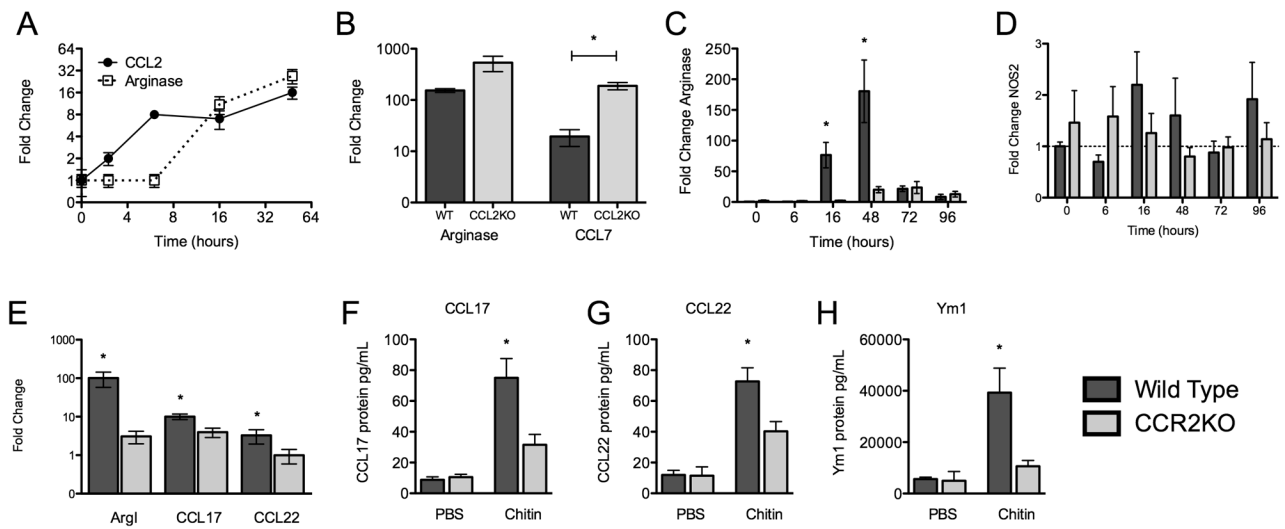 A
Fold Change
64
32
16
8
4
2
1
0
CCL2
Arginase
0 4 8 16 32 64
Time (hours)
B
Fold Change
1000
100
10
0
*
WT CCL2KO WT CCL2KO
Arginase CCL7
C
Fold Change Arginase
250
200
150
100
50
0
* *
0 6 16 48 72 96
Time (hours)
D
Fold Change NOS2
3
2
1
0
0 6 16 48 72 96
Time (hours)
E
Fold Change
1000
100
10
1
0
* * *
ArgI CCL17 CCL22
F
CCL17
CCL17 protein pg/mL
100
80
60
40
20
0
*
PBS Chitin
G
CCL22
CCL22 protein pg/mL
100
80
60
40
20
0
*
PBS Chitin
H
Ym1
Ym1 protein pg/mL
60000
40000
20000
0
*
PBS Chitin
Wild Type
CCR2KO